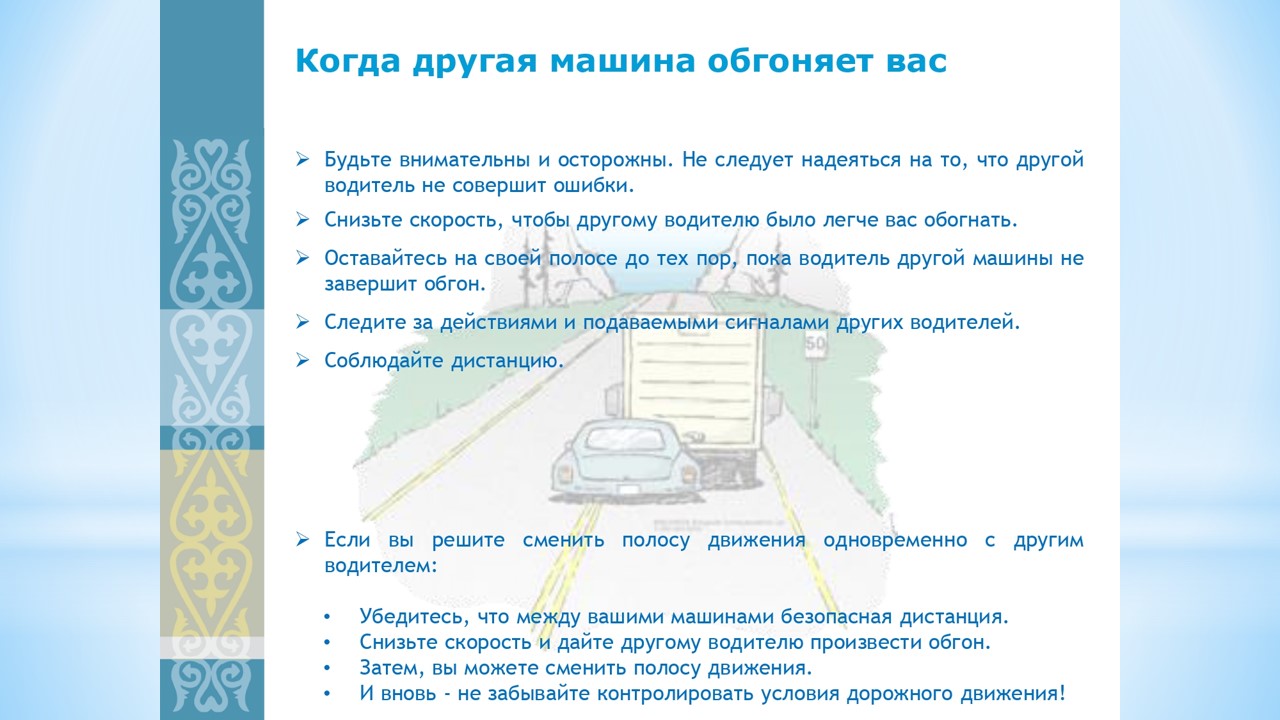 Когда другая машина обгоняет вас
➢ Будьте внимательны и осторожны. Не следует надеяться на то, что другой
водитель не совершит ошибки.
➢ Снизьте скорость, чтобы другому водителю было легче вас обогнать.
➢ Оставайтесь на своей полосе до тех пор, пока водитель другой машины не
завершит обгон.
➢ Следите за действиями и подаваемыми сигналами других водителей.
50
➢ Соблюдайте дистанцию.
➢ Если вы решите сменить полосу движения одновременно с другим
водителем:
• Убедитесь, что между вашими машинами безопасная дистанция.
• Снизьте скорость и дайте другому водителю произвести обгон.
• Затем, вы можете сменить полосу движения.
• И вновь - не забывайте контролировать условия дорожного движения!